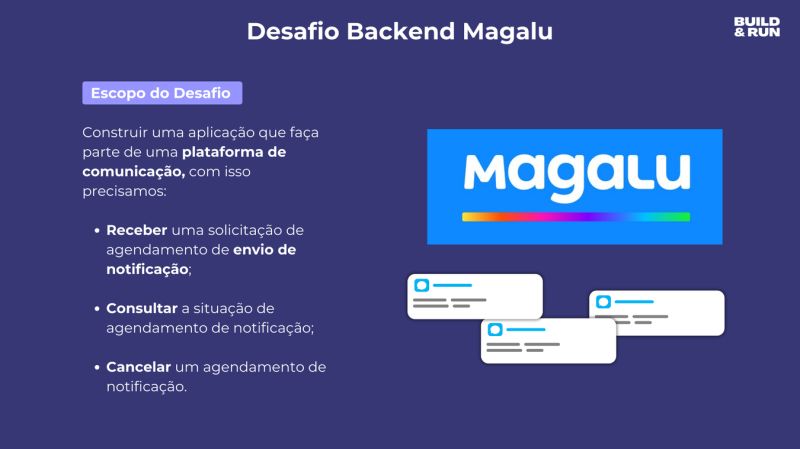 Desafio Backend Magalu
BUILD
& RUN
Escopo do Desafio
Construir uma aplicação que faça
parte de uma plataforma de
comunicação, com isso
precisamos:
• Receber uma solicitação de
agendamento de envio de
notificação;
• Consultar a situação de
agendamento de notificação;
• Cancelar um agendamento de
notificação.
Magalu